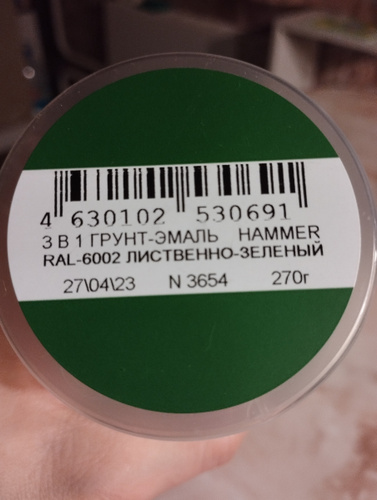 4 630102 530691
3 В 1 ГРУНТ-ЭМАЛЬ HAMMER
RAL-6002 ЛИСТВЕННО-ЗЕЛЕНЫЙ
27\04\23 N 3654 270г